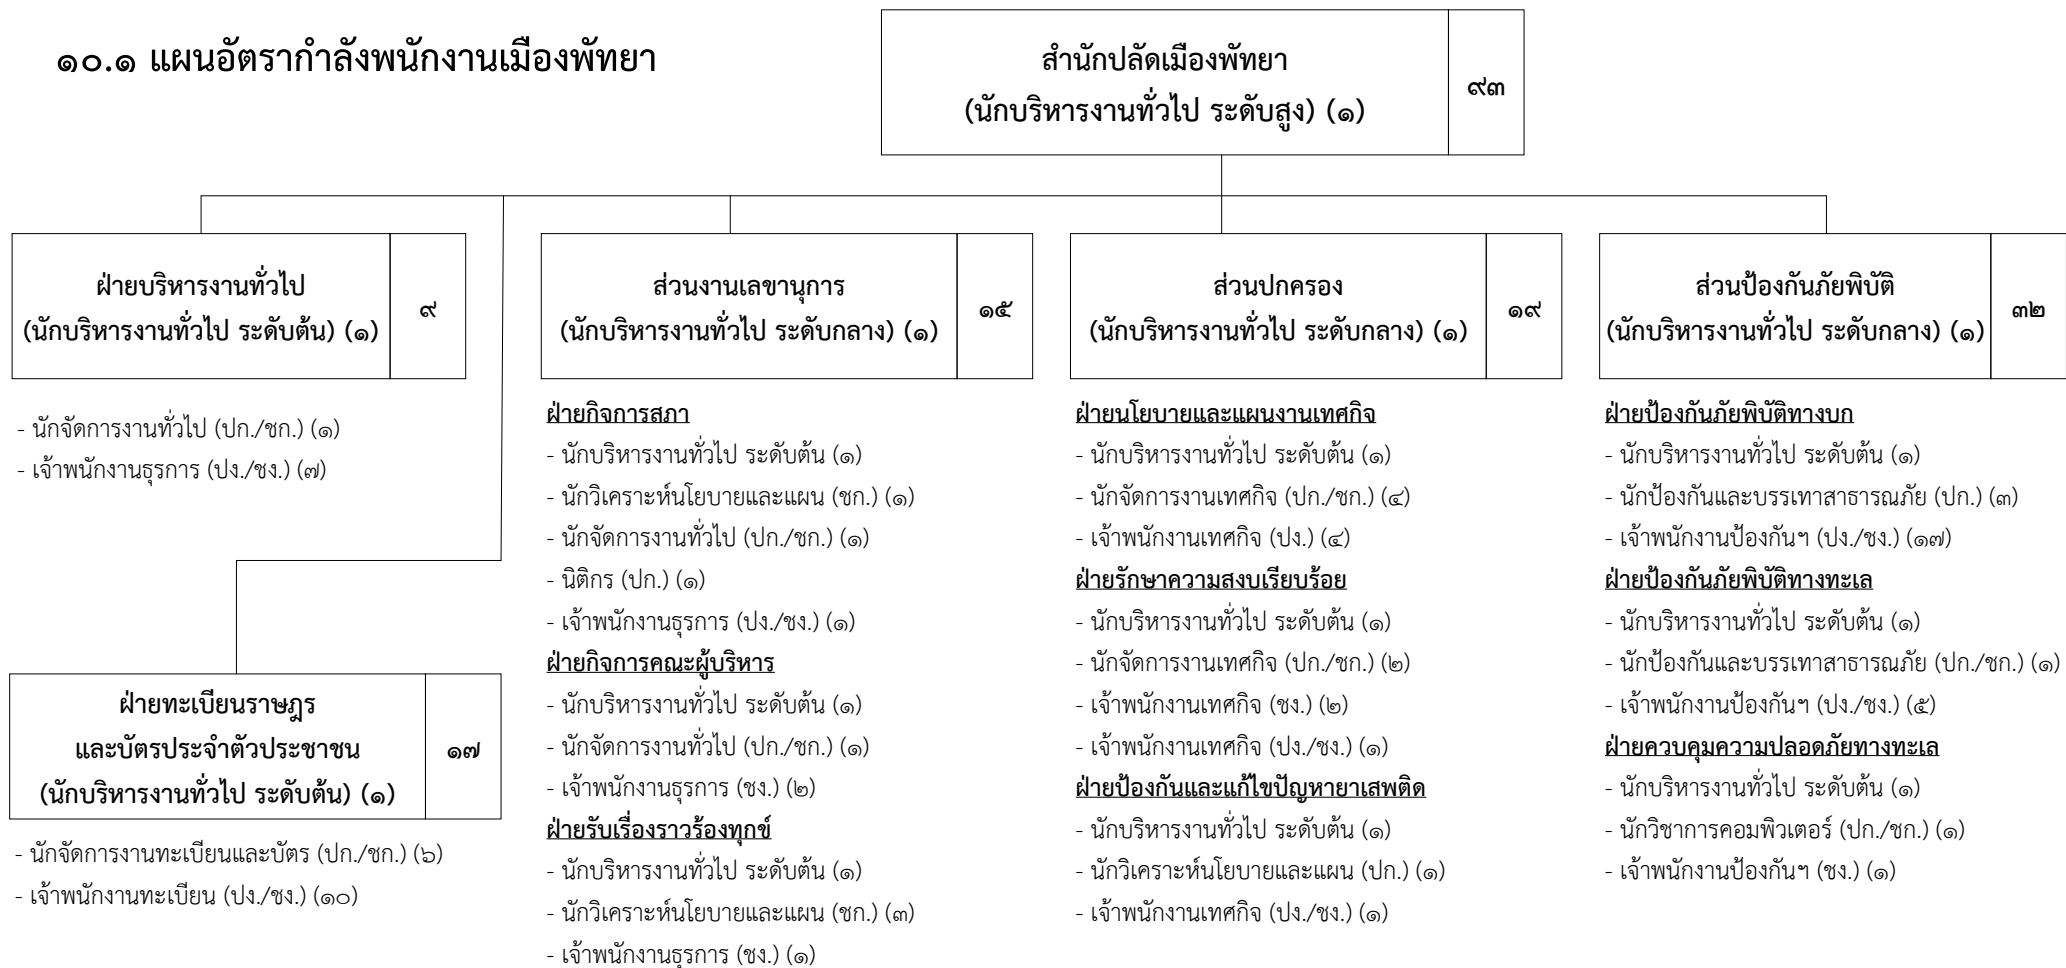 ๑๐.๑ แผนอัตรากำลังพนักงานเมืองพัทยา
สำนักปลัดเมืองพัทยา
(นักบริหารงานทั่วไป ระดับสูง) (๑)
๙๓
ฝ่ายบริหารงานทั่วไป
(นักบริหารงานทั่วไป ระดับต้น) (๑)
๙
- นักจัดการงานทั่วไป (ปก./ชก.) (๑)
- เจ้าพนักงานธุรการ (ปง./ชง.) (๗)
ฝ่ายทะเบียนราษฎร
และบัตรประจำตัวประชาชน
(นักบริหารงานทั่วไป ระดับต้น) (๑)
๑๗
- นักจัดการงานทะเบียนและบัตร (ปก./ชก.) (๖)
- เจ้าพนักงานทะเบียน (ปง./ชง.) (๑๐)
ส่วนงานเลขานุการ
(นักบริหารงานทั่วไป ระดับกลาง) (๑)
๑๕
ฝ่ายกิจการสภา
- นักบริหารงานทั่วไป ระดับต้น (๑)
- นักวิเคราะห์นโยบายและแผน (ชก.) (๑)
- นักจัดการงานทั่วไป (ปก./ชก.) (๑)
- นิติกร (ปก.) (๑)
- เจ้าพนักงานธุรการ (ปง./ชง.) (๑)
ฝ่ายกิจการคณะผู้บริหาร
- นักบริหารงานทั่วไป ระดับต้น (๑)
- นักจัดการงานทั่วไป (ปก./ชก.) (๑)
- เจ้าพนักงานธุรการ (ชง.) (๒)
ฝ่ายรับเรื่องราวร้องทุกข์
- นักบริหารงานทั่วไป ระดับต้น (๑)
- นักวิเคราะห์นโยบายและแผน (ชก.) (๓)
- เจ้าพนักงานธุรการ (ชง.) (๑)
ส่วนปกครอง
(นักบริหารงานทั่วไป ระดับกลาง) (๑)
๑๙
ฝ่ายนโยบายและแผนงานเทศกิจ
- นักบริหารงานทั่วไป ระดับต้น (๑)
- นักจัดการงานเทศกิจ (ปก./ชก.) (๔)
- เจ้าพนักงานเทศกิจ (ปง.) (๔)
ฝ่ายรักษาความสงบเรียบร้อย
- นักบริหารงานทั่วไป ระดับต้น (๑)
- นักจัดการงานเทศกิจ (ปก./ชก.) (๒)
- เจ้าพนักงานเทศกิจ (ชง.) (๒)
- เจ้าพนักงานเทศกิจ (ปง./ชง.) (๑)
ฝ่ายป้องกันและแก้ไขปัญหายาเสพติด
- นักบริหารงานทั่วไป ระดับต้น (๑)
- นักวิเคราะห์นโยบายและแผน (ปก.) (๑)
- เจ้าพนักงานเทศกิจ (ปง./ชง.) (๑)
ส่วนป้องกันภัยพิบัติ
(นักบริหารงานทั่วไป ระดับกลาง) (๑)
๓๒
ฝ่ายป้องกันภัยพิบัติทางบก
- นักบริหารงานทั่วไป ระดับต้น (๑)
- นักป้องกันและบรรเทาสาธารณภัย (ปก.) (๓)
- เจ้าพนักงานป้องกันฯ (ปง./ชง.) (๑๗)
ฝ่ายป้องกันภัยพิบัติทางทะเล
- นักบริหารงานทั่วไป ระดับต้น (๑)
- นักป้องกันและบรรเทาสาธารณภัย (ปก./ชก.) (๑)
- เจ้าพนักงานป้องกันฯ (ปง./ชง.) (๕)
ฝ่ายควบคุมความปลอดภัยทางทะเล
- นักบริหารงานทั่วไป ระดับต้น (๑)
- นักวิชาการคอมพิวเตอร์ (ปก./ชก.) (๑)
- เจ้าพนักงานป้องกันฯ (ชง.) (๑)